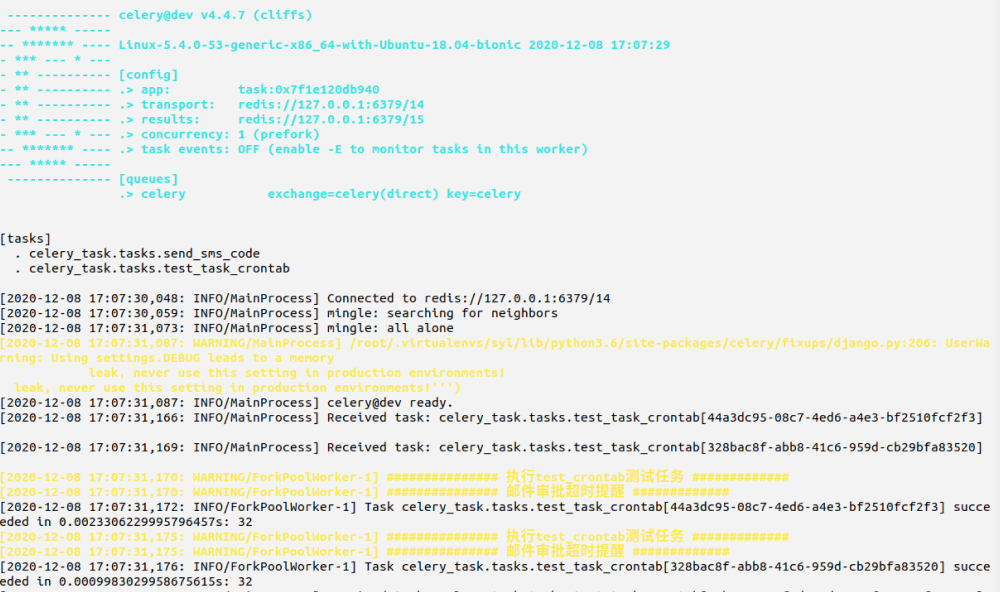 -------------- celery@dev v4.4.7 (cliffs)
--- ***** -----
-- ******* ---- Linux-5.4.0-53-generic-x86_64-with-Ubuntu-18.04-bionic 2020-12-08 17:07:29
- *** --- * ---
- ** ---------- [config]
- ** ---------- .> app:         task:0x7f1e120db940
- ** ---------- .> transport:   redis://127.0.0.1:6379/14
- ** ---------- .> results:     redis://127.0.0.1:6379/15
- *** --- * --- .> concurrency: 1 (prefork)
-- ******* ---- .> task events: OFF (enable -E to monitor tasks in this worker)
--- ***** -----
 -------------- [queues]
                .> celery           exchange=celery(direct) key=celery
[tasks]
  . celery_task.tasks.send_sms_code
  . celery_task.tasks.test_task_crontab
[2020-12-08 17:07:30,048: INFO/MainProcess] Connected to redis://127.0.0.1:6379/14
[2020-12-08 17:07:30,059: INFO/MainProcess] mingle: searching for neighbors
[2020-12-08 17:07:31,073: INFO/MainProcess] mingle: all alone
[2020-12-08 17:07:31,087: WARNING/MainProcess] /root/.virtualenvs/syl/lib/python3.6/site-packages/celery/fixups/django.py:206: UserWa
rning: Using settings.DEBUG leads to a memory
            leak, never use this setting in production environments!
  leak, never use this setting in production environments!''')
[2020-12-08 17:07:31,087: INFO/MainProcess] celery@dev ready.
[2020-12-08 17:07:31,166: INFO/MainProcess] Received task: celery_task.tasks.test_task_crontab[44a3dc95-08c7-4ed6-a4e3-bf2510fcf2f3]
[2020-12-08 17:07:31,169: INFO/MainProcess] Received task: celery_task.tasks.test_task_crontab[328bac8f-abb8-41c6-959d-cb29bfa83520]
[2020-12-08 17:07:31,170: WARNING/ForkPoolWorker-1] ############### 执行test_crontab测试任务 #############
[2020-12-08 17:07:31,170: WARNING/ForkPoolWorker-1] ############### 邮件审批超时提醒 #############
[2020-12-08 17:07:31,172: INFO/ForkPoolWorker-1] Task celery_task.tasks.test_task_crontab[44a3dc95-08c7-4ed6-a4e3-bf2510fcf2f3] succe
eded in 0.0023306229995796457s: 32
[2020-12-08 17:07:31,175: WARNING/ForkPoolWorker-1] ############### 执行test_crontab测试任务 #############
[2020-12-08 17:07:31,175: WARNING/ForkPoolWorker-1] ############### 邮件审批超时提醒 #############
[2020-12-08 17:07:31,176: INFO/ForkPoolWorker-1] Task celery_task.tasks.test_task_crontab[328bac8f-abb8-41c6-959d-cb29bfa83520] succe
eded in 0.0009983029958675615s: 32